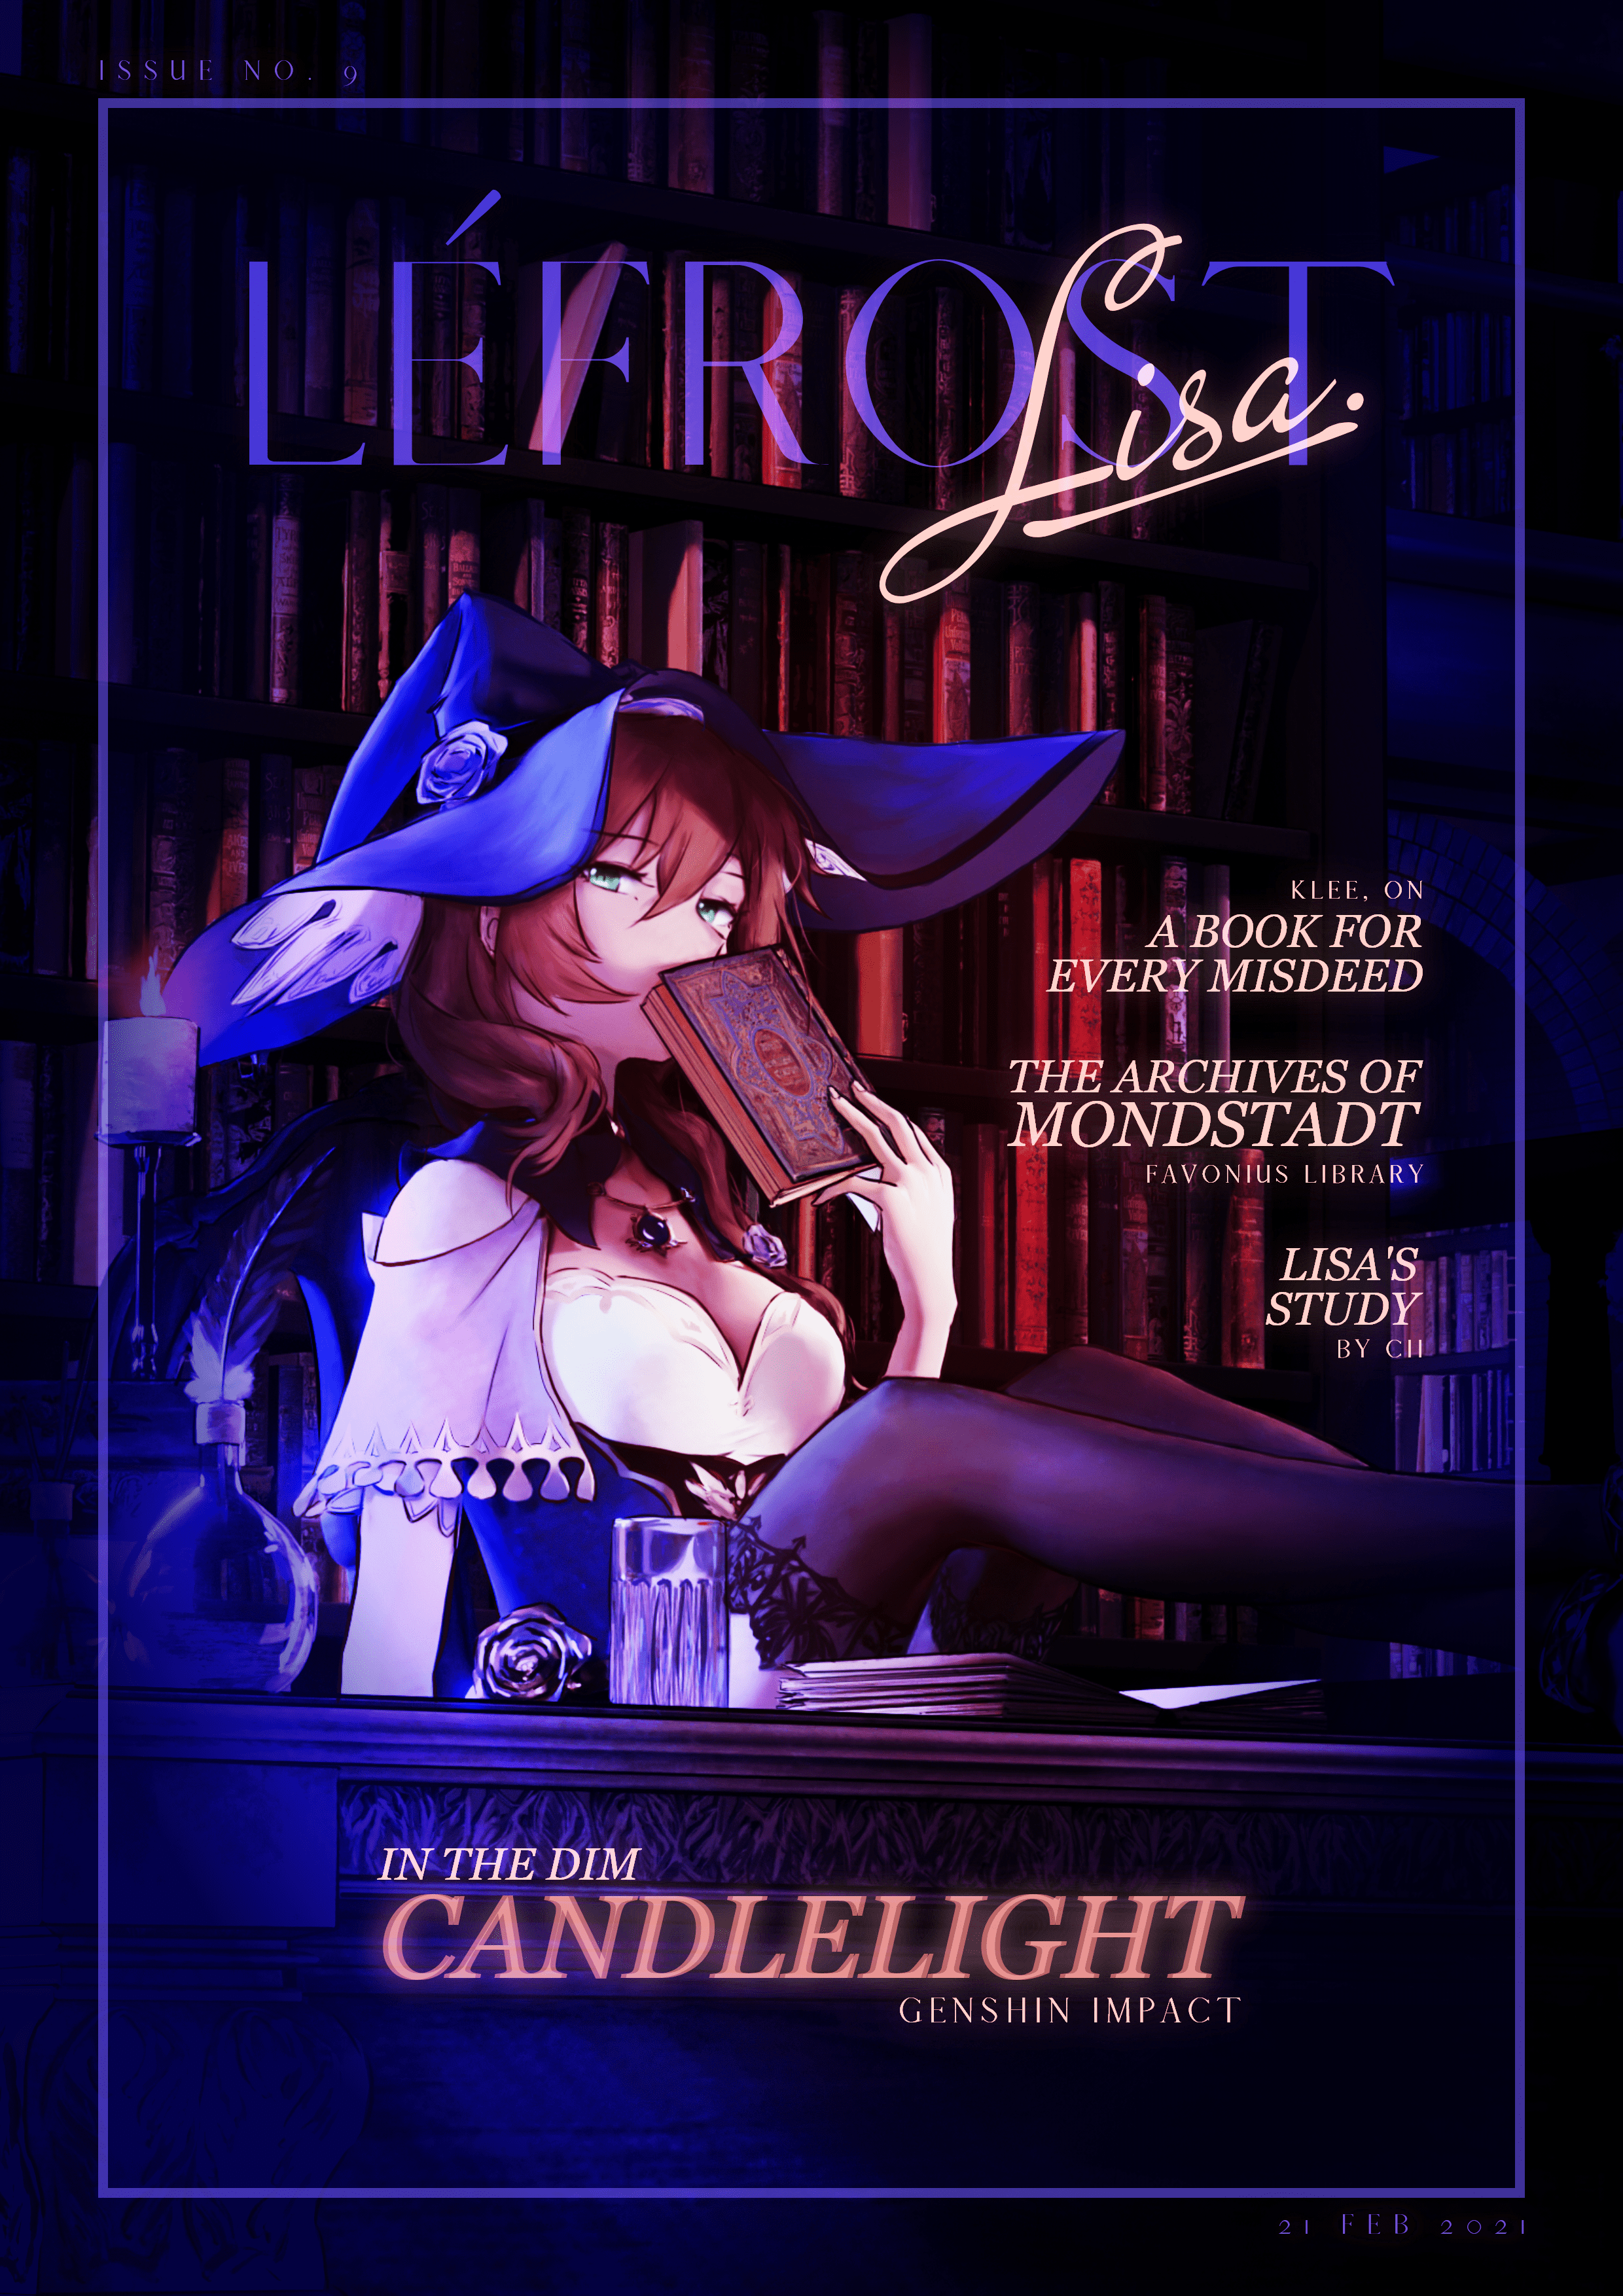 ISSUE NO. 9
LÉFROST
Lisa.
KLEE, ON
A BOOK FOR
EVERY MISDEED
THE ARCHIVES OF
MONDSTADT
FAVONIUS LIBRARY
LISA'S
STUDY
BY CII
IN THE DIM
CANDLELIGHT
GENSHIN IMPACT
21 FEB 2021